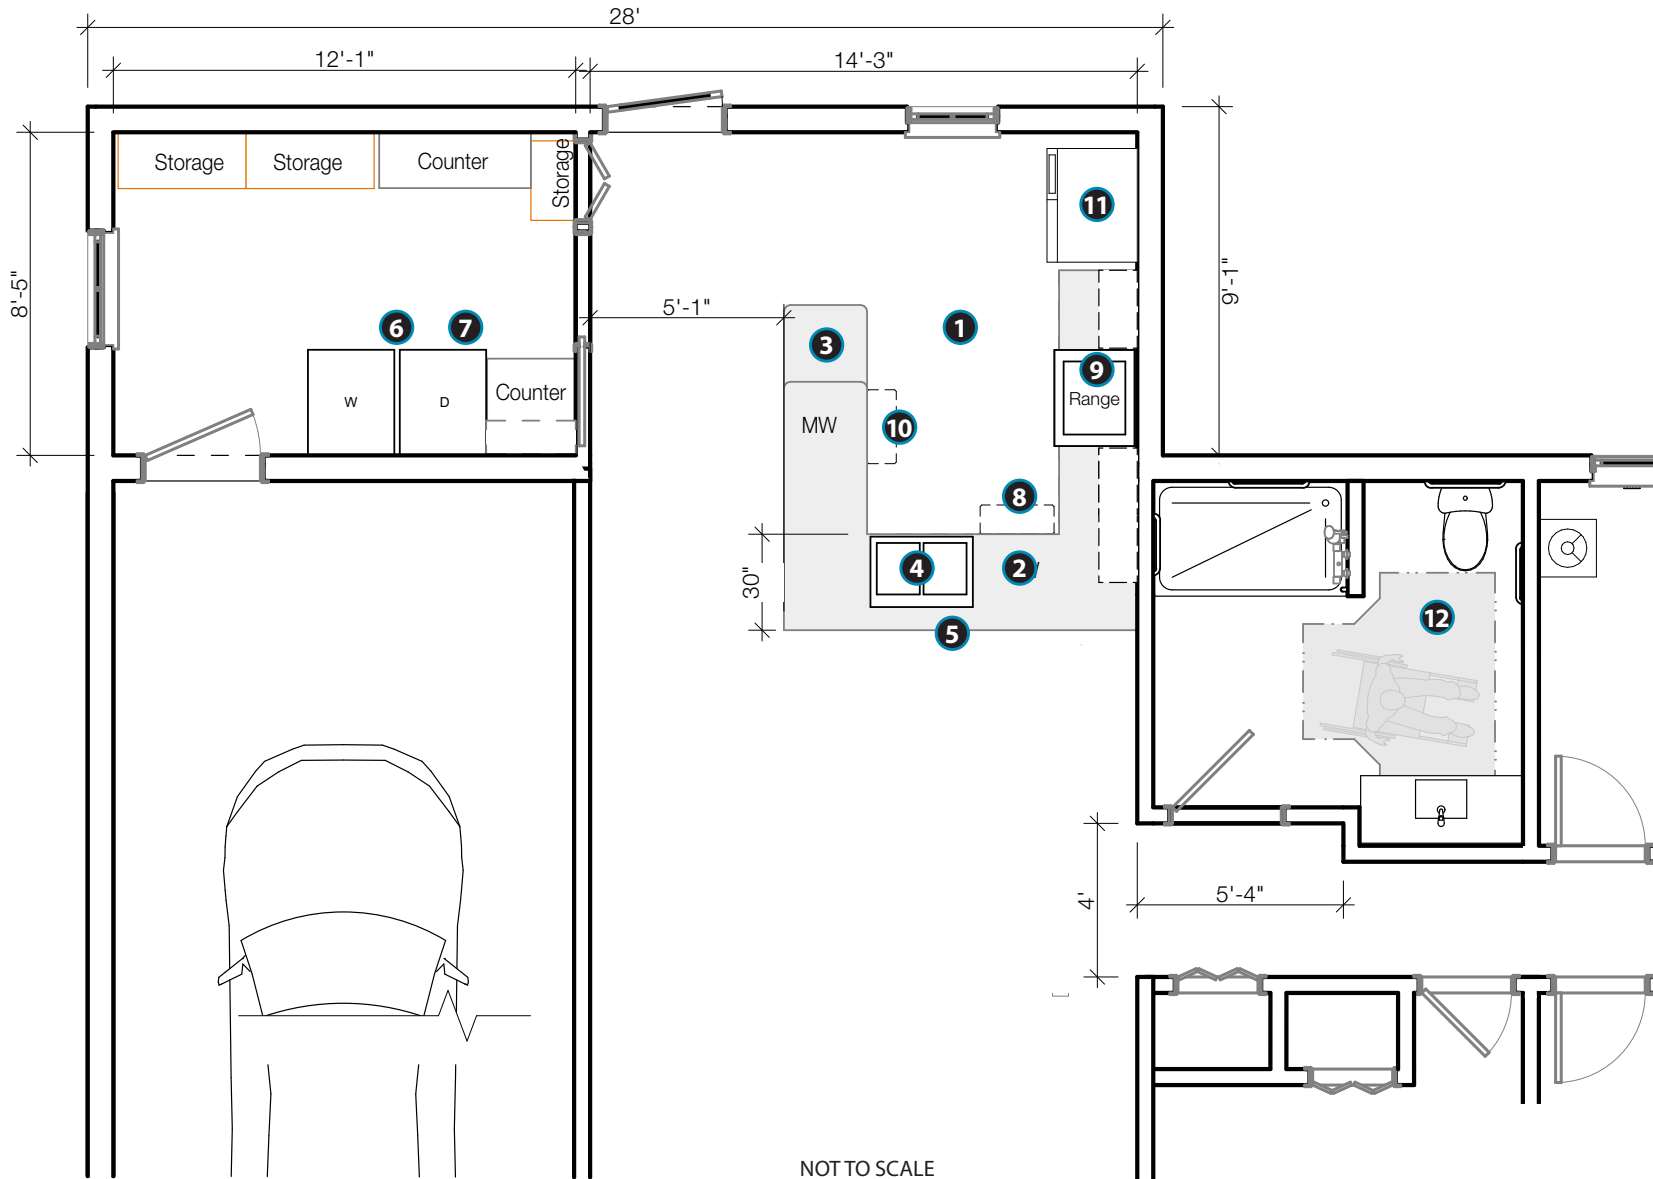 28'
12'-1"
14'-3"
Storage
Storage
Counter
Storage
11
8'-5"
9'-1"
5'-1"
6
7
3
1
9
Range
W
D
Counter
MW
10
8
4
2
30"
5
12
4'
5'-4"
NOT TO SCALE